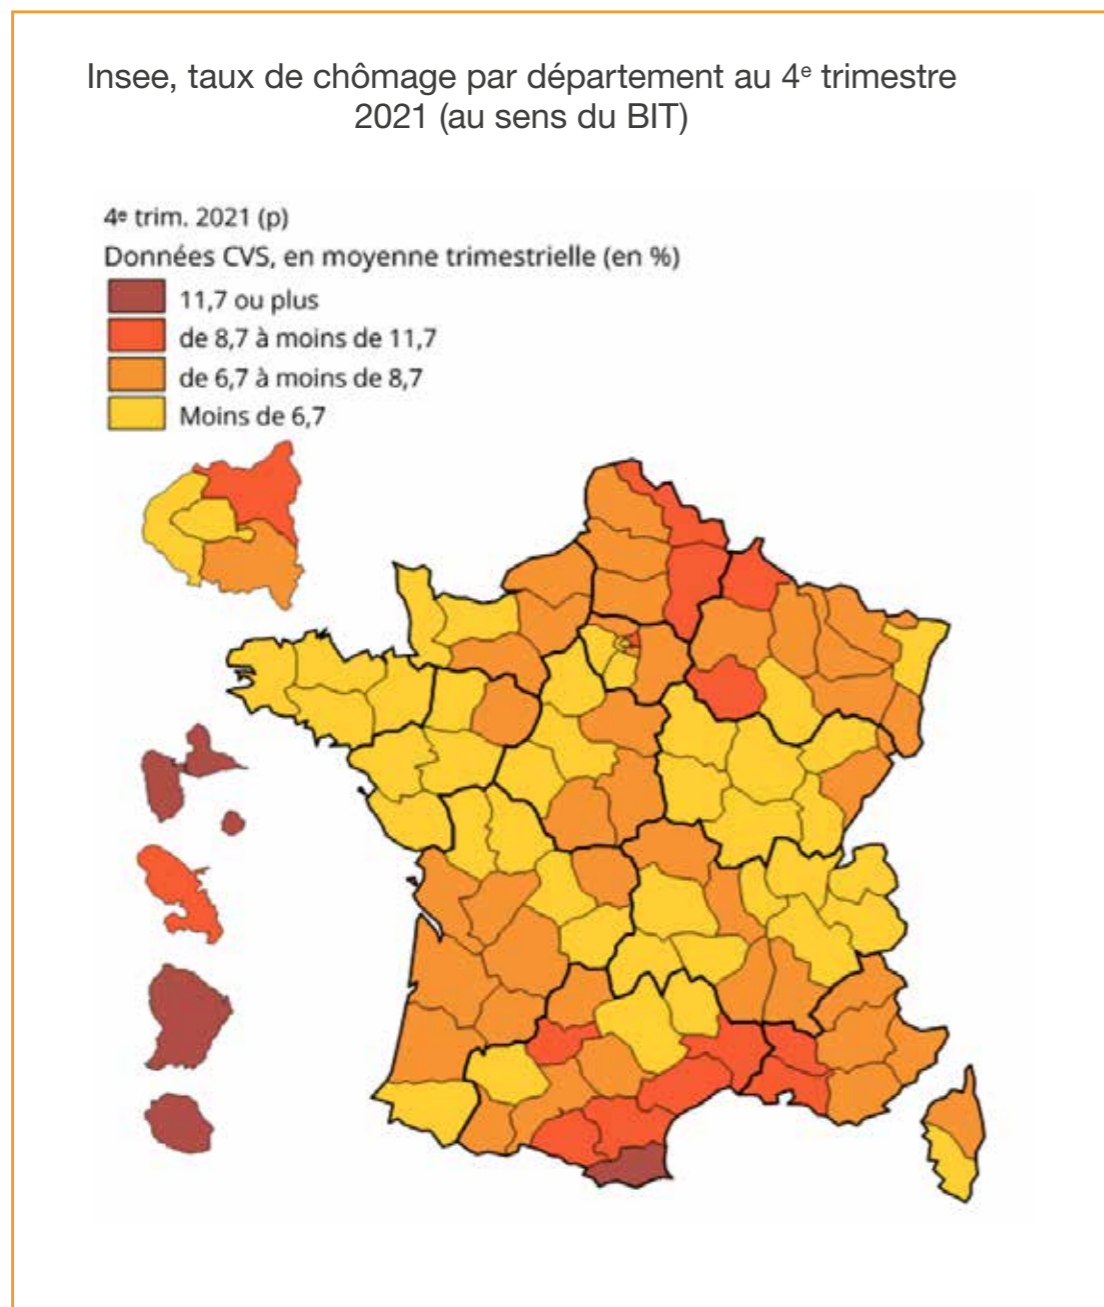 Insee, taux de chômage par département au 4ᵉ trimestre
2021 (au sens du BIT)
4ᵉ trim. 2021 (p)
Données CVS, en moyenne trimestrielle (en %)
11,7 ou plus
de 8,7 à moins de 11,7
de 6,7 à moins de 8,7
Moins de 6,7